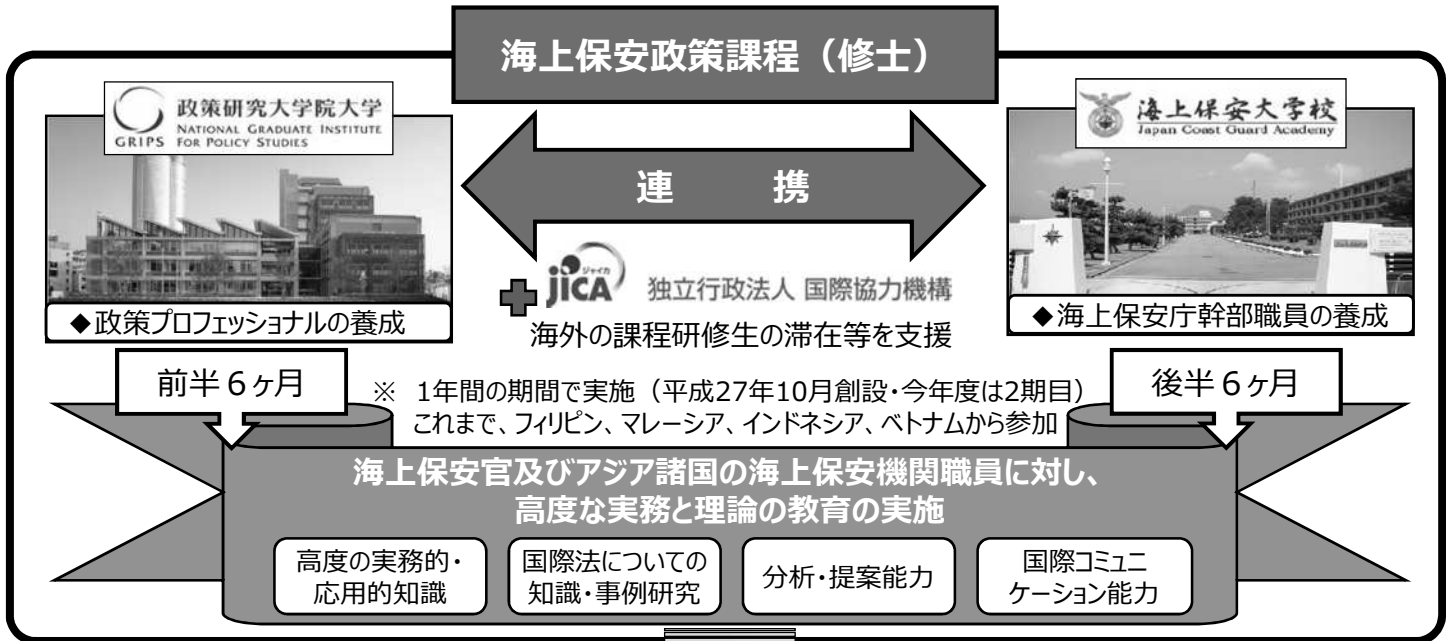 海上保安政策課程（修士）
政策研究大学院大学
NATIONAL GRADUATE INSTITUTE
FOR POLICY STUDIES
GRIPS
海上保安大学校
Japan Coast Guard Academy
連　携
ジャイカ
JICA
独立行政法人 国際協力機構
海外の課程研修生の滞在等を支援
◆政策プロフェッショナルの養成
◆海上保安庁幹部職員の養成
前半６ヶ月
後半６ヶ月
※ 1年間の期間で実施（平成27年10月創設・今年度は2期目）
これまで、フィリピン、マレーシア、インドネシア、ベトナムから参加
海上保安官及びアジア諸国の海上保安機関職員に対し、
高度な実務と理論の教育の実施
高度の実務的・
応用的知識
国際法についての
知識・事例研究
分析・提案能力
国際コミュニ
ケーション能力